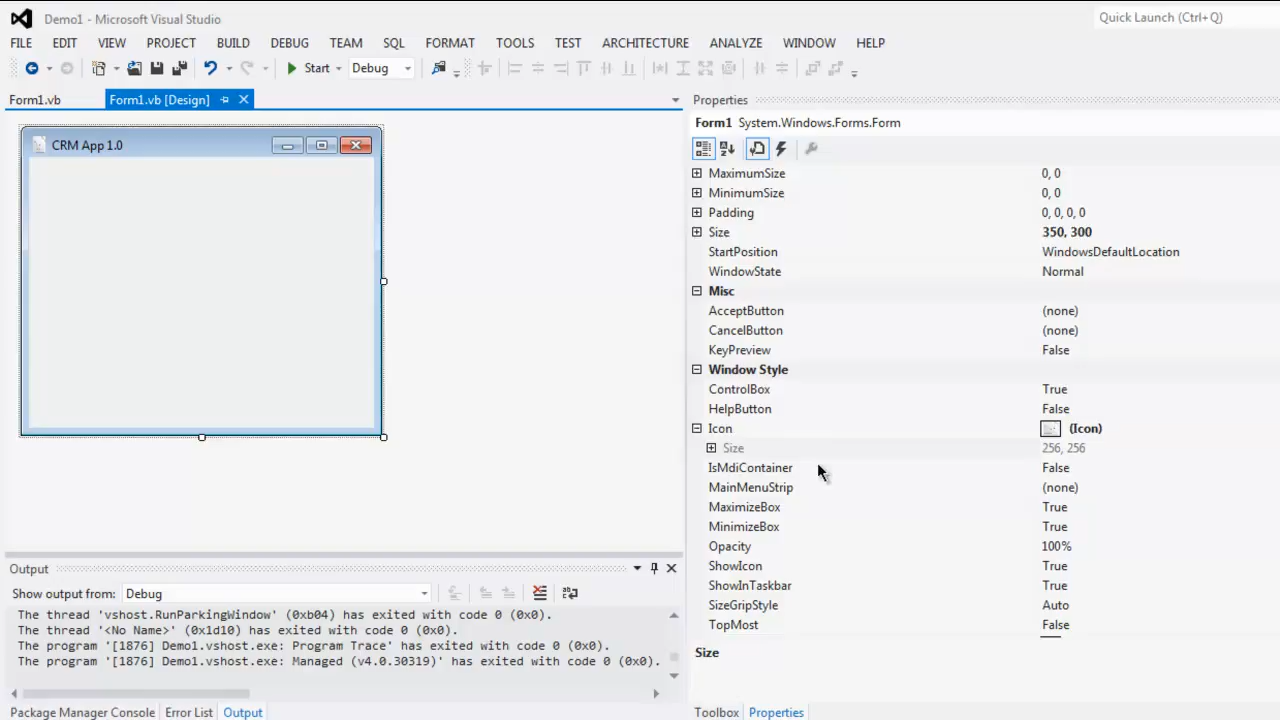 Demo1 - Microsoft Visual Studio
Quick Launch (Ctrl+Q)
FILE EDIT VIEW PROJECT BUILD DEBUG TEAM SQL FORMAT TOOLS TEST ARCHITECTURE ANALYZE WINDOW HELP
Start Debug
Form1.vb Form1.vb [Design]
CRM App 1.0
Properties
Form1 System.Windows.Forms.Form
MaximumSize 0, 0
MinimumSize 0, 0
Padding 0, 0, 0, 0
Size 350, 300
StartPosition WindowsDefaultLocation
WindowState Normal
Misc
AcceptButton (none)
CancelButton (none)
KeyPreview False
Window Style
ControlBox True
HelpButton False
Icon (Icon)
Size 256, 256
IsMdiContainer False
MainMenuStrip (none)
MaximizeBox True
MinimizeBox True
Opacity 100%
ShowIcon True
ShowInTaskbar True
SizeGripStyle Auto
TopMost False
Size
Toolbox Properties
Output
Show output from: Debug
The thread 'vshost.RunParkingWindow' (0xb04) has exited with code 0 (0x0).
The thread '<No Name>' (0x1d10) has exited with code 0 (0x0).
The program '[1876] Demo1.vshost.exe: Program Trace' has exited with code 0 (0x0).
The program '[1876] Demo1.vshost.exe: Managed (v4.0.30319)' has exited with code 0 (0x0).
Package Manager Console Error List Output